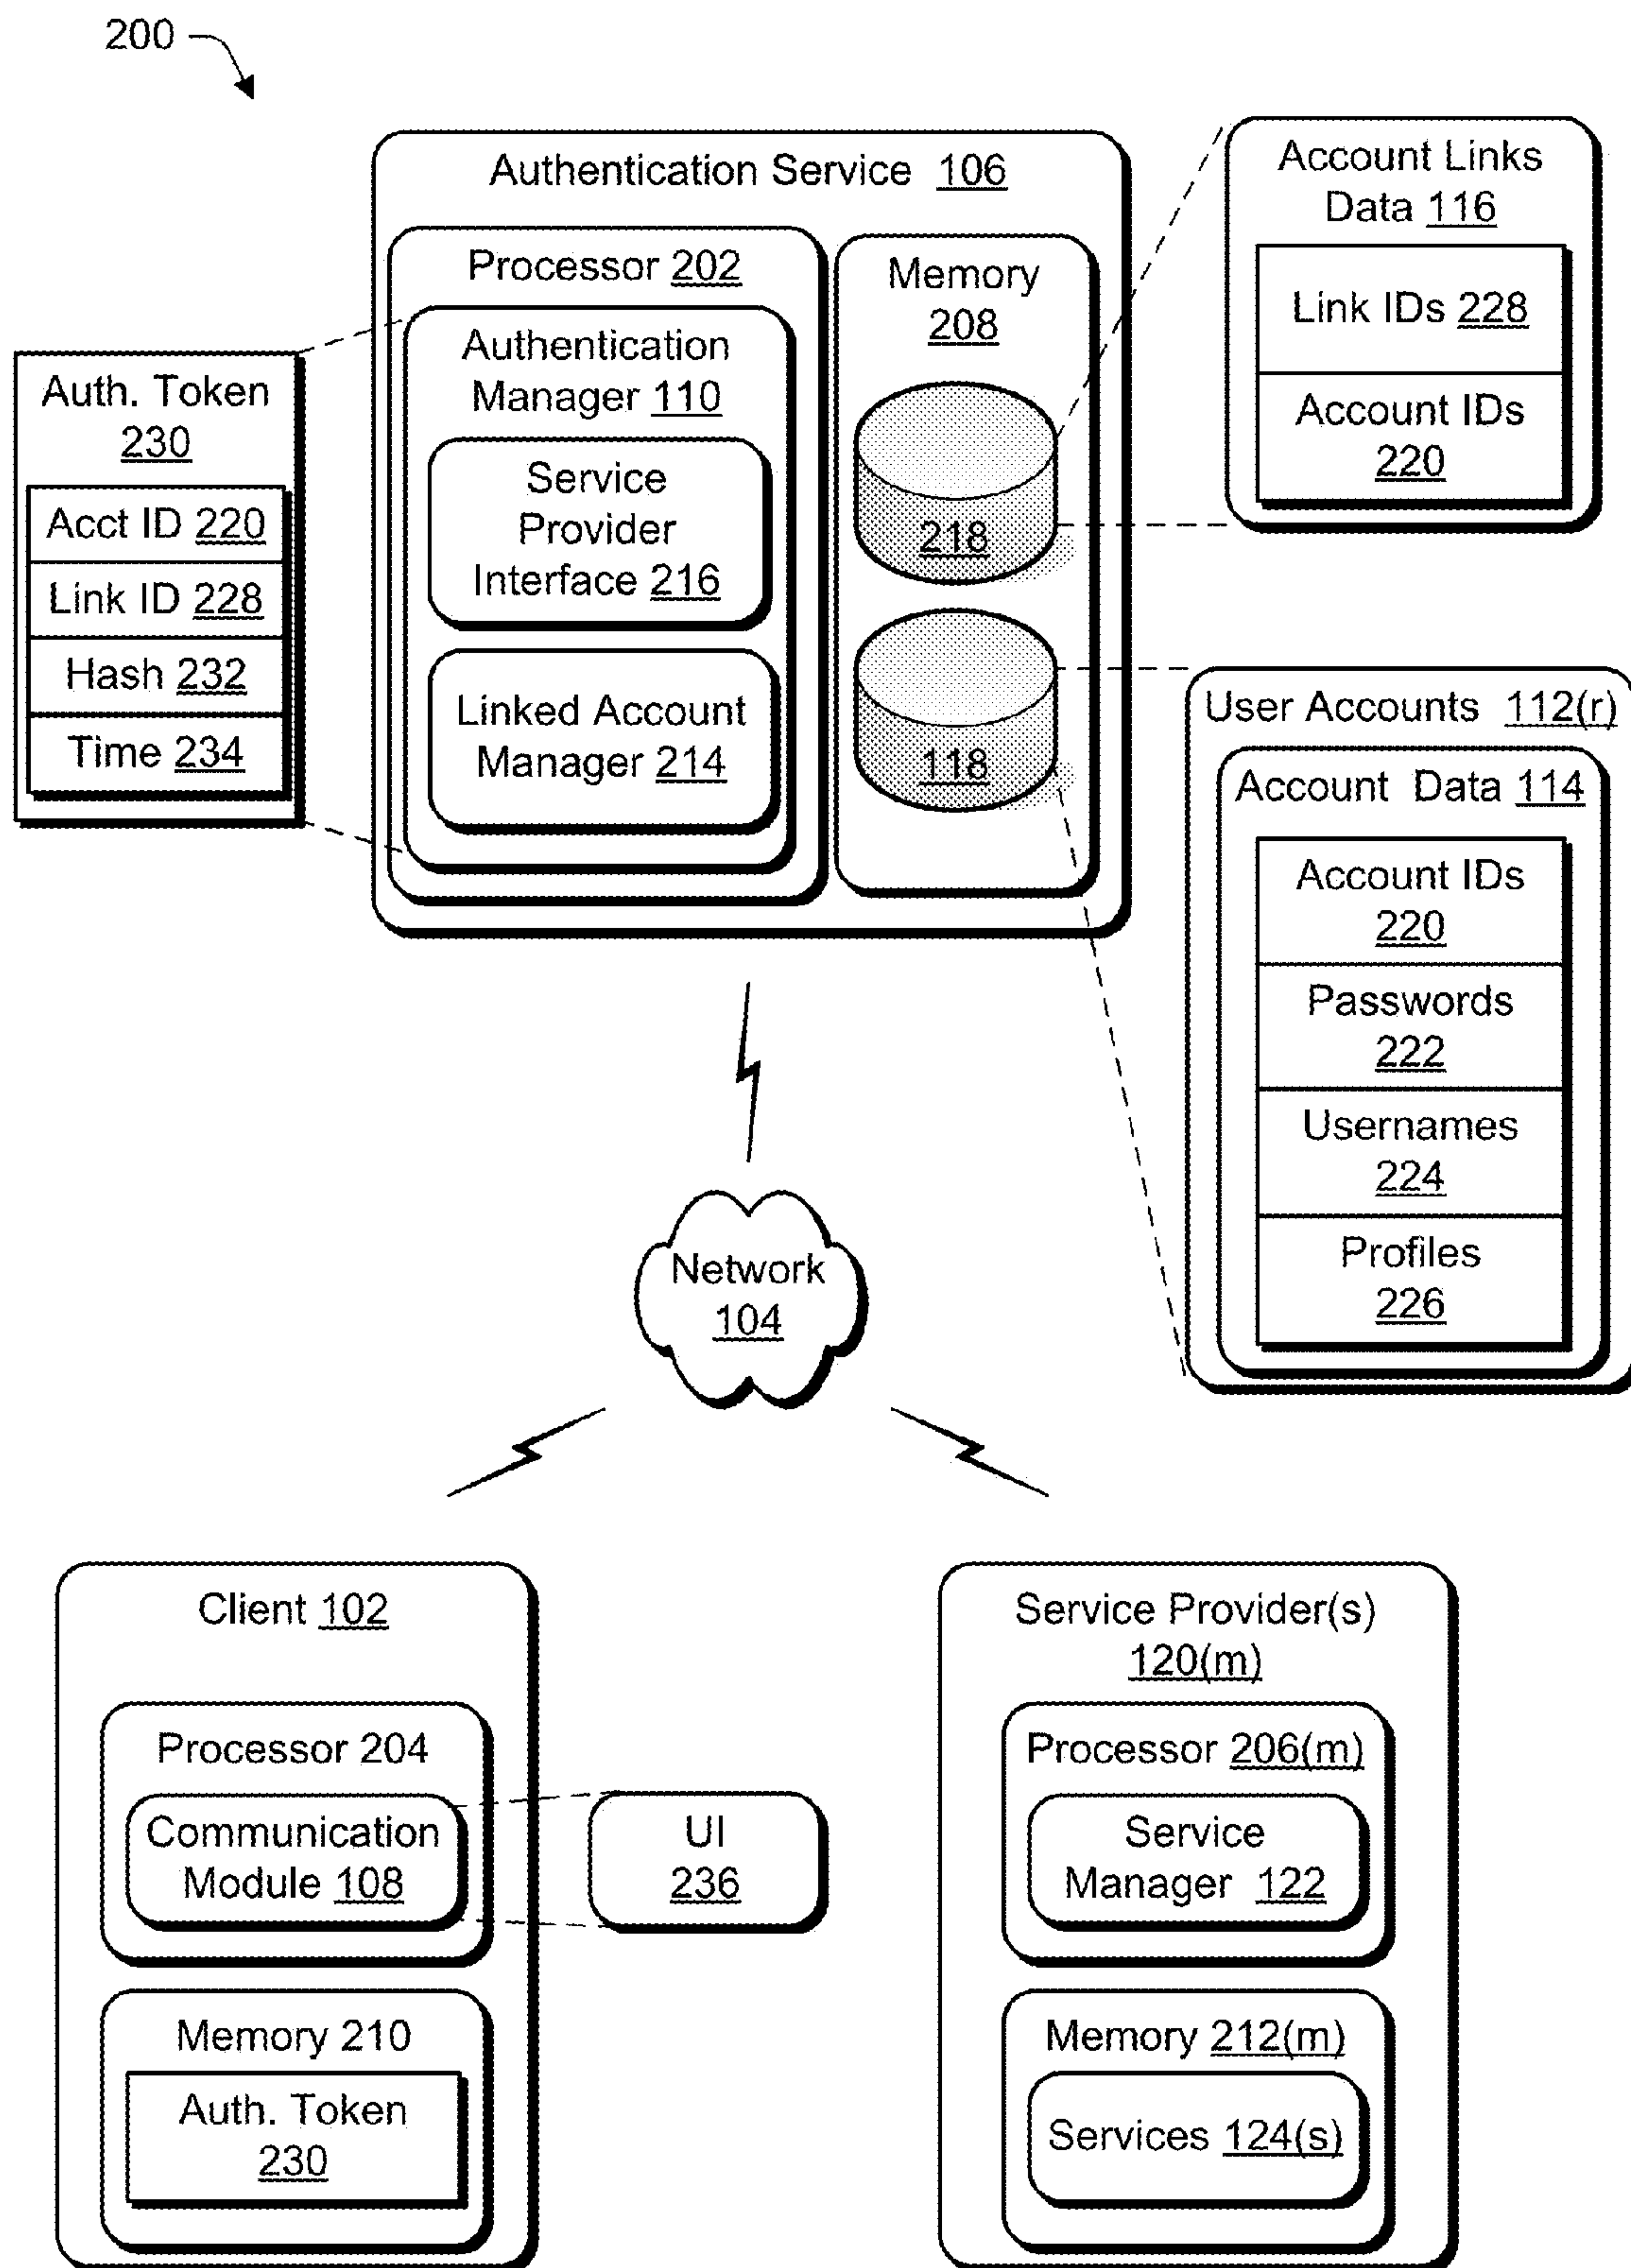 200
Authentication Service 106
Processor 202
Authentication
Manager 110
Service
Provider
Interface 216
Linked Account
Manager 214
Memory
208
218
118
Account Links
Data 116
Link IDs 228
Account IDs
220
Auth. Token
230
Acct ID 220
Link ID 228
Hash 232
Time 234
User Accounts 112(r)
Account Data 114
Account IDs
220
Passwords
222
Usernames
224
Profiles
226
Network
104
Client 102
Processor 204
Communication
Module 108
UI
236
Memory 210
Auth. Token
230
Service Provider(s)
120(m)
Processor 206(m)
Service
Manager 122
Memory 212(m)
Services 124(s)